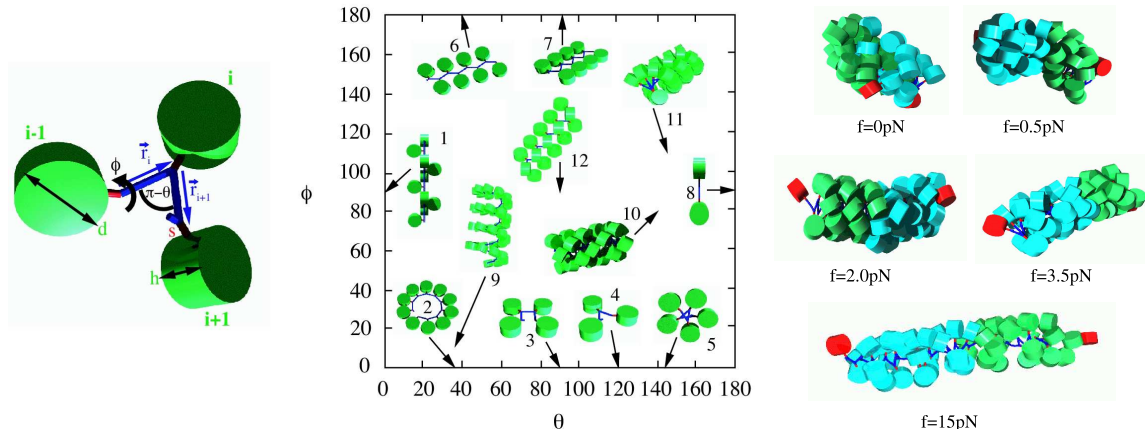 i
i-1
ϕ
r⃗ᵢ
π−θ
r⃗ᵢ₊₁
d
s
h
i+1
180
160
140
120
100
80
60
40
20
0
ϕ
6
7
1
11
12
8
10
9
2
4
3
5
0 20 40 60 80 100 120 140 160 180
θ
f=0pN
f=0.5pN
f=2.0pN
f=3.5pN
f=15pN